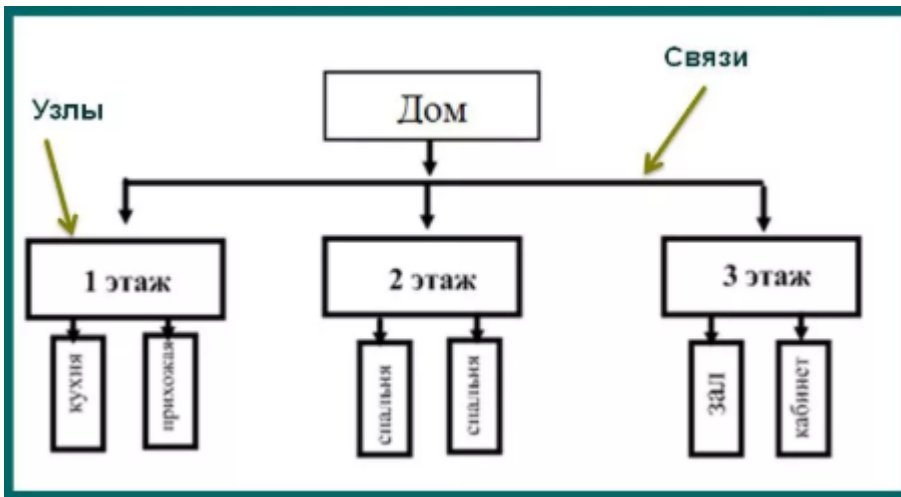 Связи
Дом
Узлы
1 этаж
2 этаж
3 этаж
кухня
прихожая
спальня
спальня
зал
кабинет